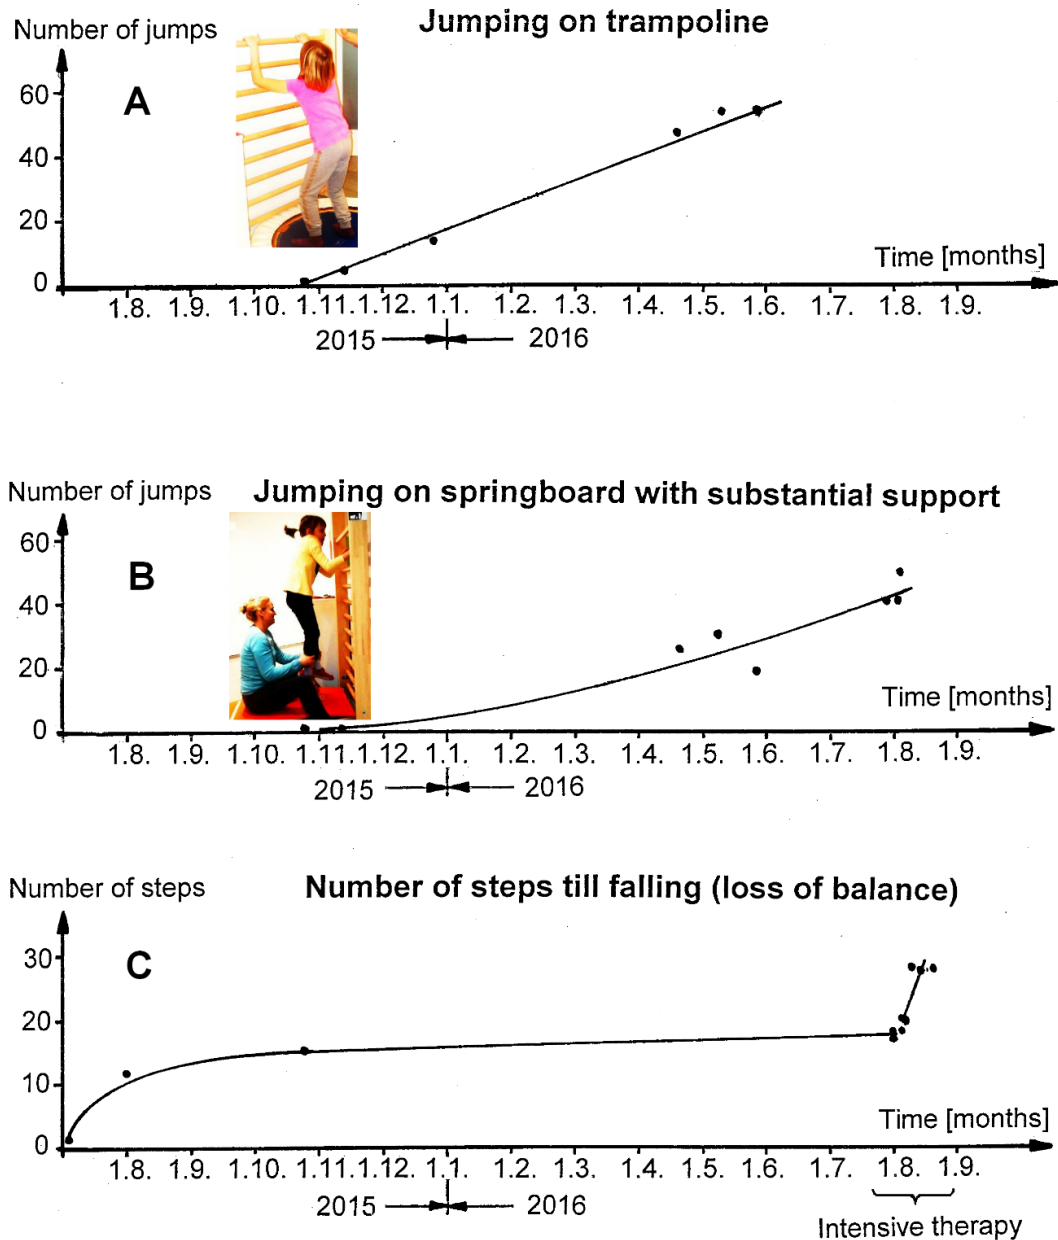 Jumping on trampoline
Number of jumps
A
60
40
20
0
Time [months]
1.8. 1.9. 1.10. 1.11. 1.12. 1.1. 1.2. 1.3. 1.4. 1.5. 1.6. 1.7. 1.8. 1.9.
2015 2016
Number of jumps
Jumping on springboard with substantial support
B
60
40
20
0
Time [months]
1.8. 1.9. 1.10. 1.11. 1.12. 1.1. 1.2. 1.3. 1.4. 1.5. 1.6. 1.7. 1.8. 1.9.
2015 2016
Number of steps
Number of steps till falling (loss of balance)
C
30
20
10
0
Time [months]
1.8. 1.9. 1.10. 1.11. 1.12. 1.1. 1.2. 1.3. 1.4. 1.5. 1.6. 1.7. 1.8. 1.9.
2015 2016
Intensive therapy